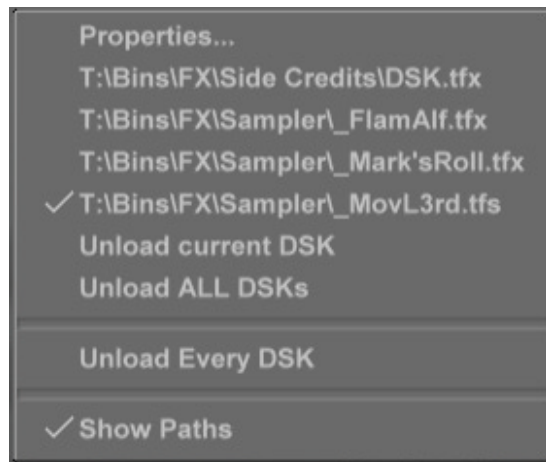 Properties...
T:\Bins\FX\Side Credits\DSK.tfx
T:\Bins\FX\Sampler\_FlamAlf.tfx
T:\Bins\FX\Sampler\_Mark'sRoll.tfx
T:\Bins\FX\Sampler\_MovL3rd.tfs
Unload current DSK
Unload ALL DSKs
Unload Every DSK
Show Paths